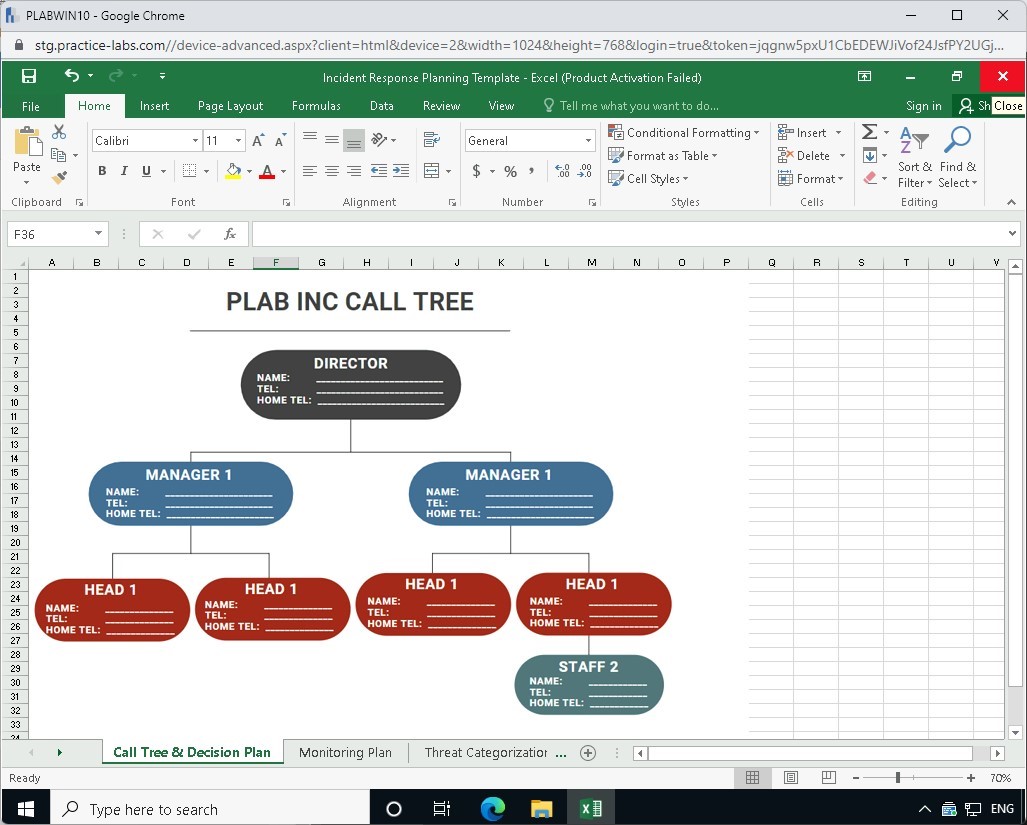 PLABWIN10 - Google Chrome
stg.practice-labs.com//device-advanced.aspx?client=html&device=2&width=1024&height=768&login=true&token=jqgnw5pxU1CbEDEWJiVof24JsfPY2UGj...
Incident Response Planning Template - Excel (Product Activation Failed)
File Home Insert Page Layout Formulas Data Review View Tell me what you want to do... Sign in Sh Close
Paste
Calibri 11
B I U
General
$ % ,
Conditional Formatting
Format as Table
Cell Styles
Insert
Delete
Format
Sort & Filter
Find & Select
Clipboard Font Alignment Number Styles Cells Editing
F36 fx
A B C D E F G H I J K L M N O P Q R S T U V
1
2
3
4
5
6
7
8
9
10
11
12
13
14
15
16
17
18
19
20
21
22
23
24
25
26
27
28
29
30
31
32
33
34
PLAB INC CALL TREE
DIRECTOR
NAME:
TEL:
HOME TEL:
MANAGER 1
NAME:
TEL:
HOME TEL:
MANAGER 1
NAME:
TEL:
HOME TEL:
HEAD 1
NAME:
TEL:
HOME TEL:
HEAD 1
NAME:
TEL:
HOME TEL:
HEAD 1
NAME:
TEL:
HOME TEL:
HEAD 1
NAME:
TEL:
HOME TEL:
STAFF 2
NAME:
TEL:
HOME TEL:
Call Tree & Decision Plan Monitoring Plan Threat Categorization ...
Ready 70%
Type here to search ENG